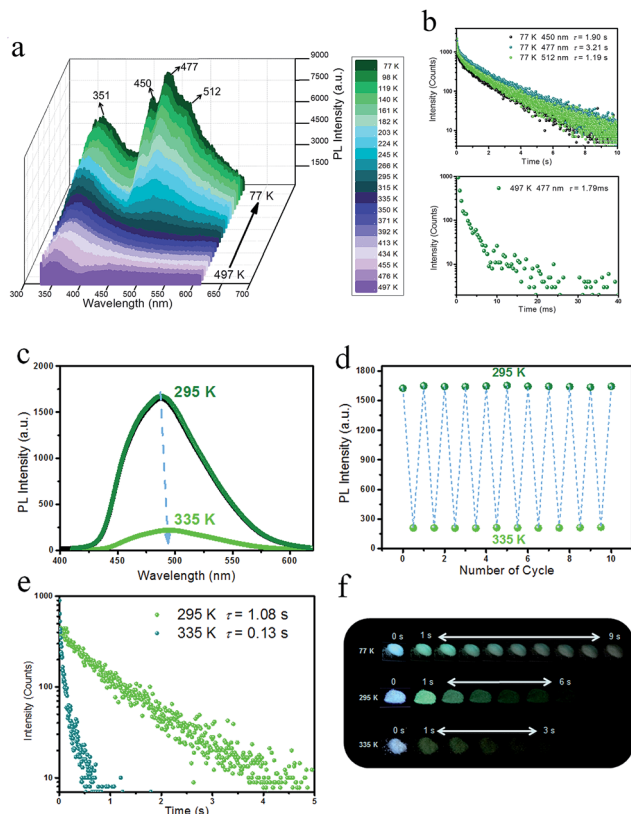 a
351
450
477
512
9000
7500
6000
4500
3000
1500
PL Intensity (a.u.)
77 K
497 K
300
350
400
450
500
550
600
650
700
Wavelength (nm)
77 K
98 K
119 K
140 K
161 K
182 K
203 K
224 K
245 K
266 K
295 K
315 K
335 K
350 K
371 K
392 K
413 K
434 K
455 K
476 K
497 K
b
77 K 450 nm τ = 1.90 s
77 K 477 nm τ = 3.21 s
77 K 512 nm τ = 1.19 s
Intensity (Counts)
1000
100
10
0 2 4 6 8 10
Time (s)
497 K 477 nm τ = 1.79ms
Intensity (Counts)
1000
100
10
0 10 20 30 40
Time (ms)
c
295 K
335 K
PL Intensity (a.u.)
2000
1500
1000
500
0
400 450 500 550 600
Wavelength (nm)
d
295 K
335 K
PL Intensity (a.u.)
1800
1500
1200
900
600
300
0
0 2 4 6 8 10
Number of Cycle
e
295 K τ = 1.08 s
335 K τ = 0.13 s
Intensity (Counts)
1000
100
10
0 1 2 3 4 5
Time (s)
f
0 s 1 s 9 s
77 K
0 1 s 6 s
295 K
0 1 s 3 s
335 K